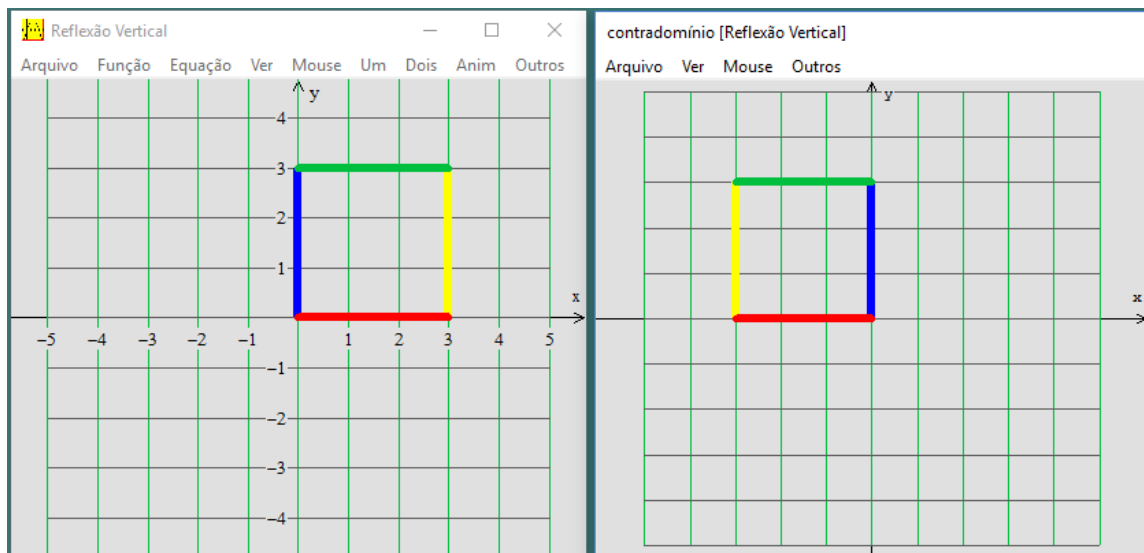 Reflexão Vertical
Arquivo Função Equação Ver Mouse Um Dois Anim Outros
y
4
3
2
1
x
−5 −4 −3 −2 −1 1 2 3 4 5
−1
−2
−3
−4
contradomínio [Reflexão Vertical]
Arquivo Ver Mouse Outros
y
x